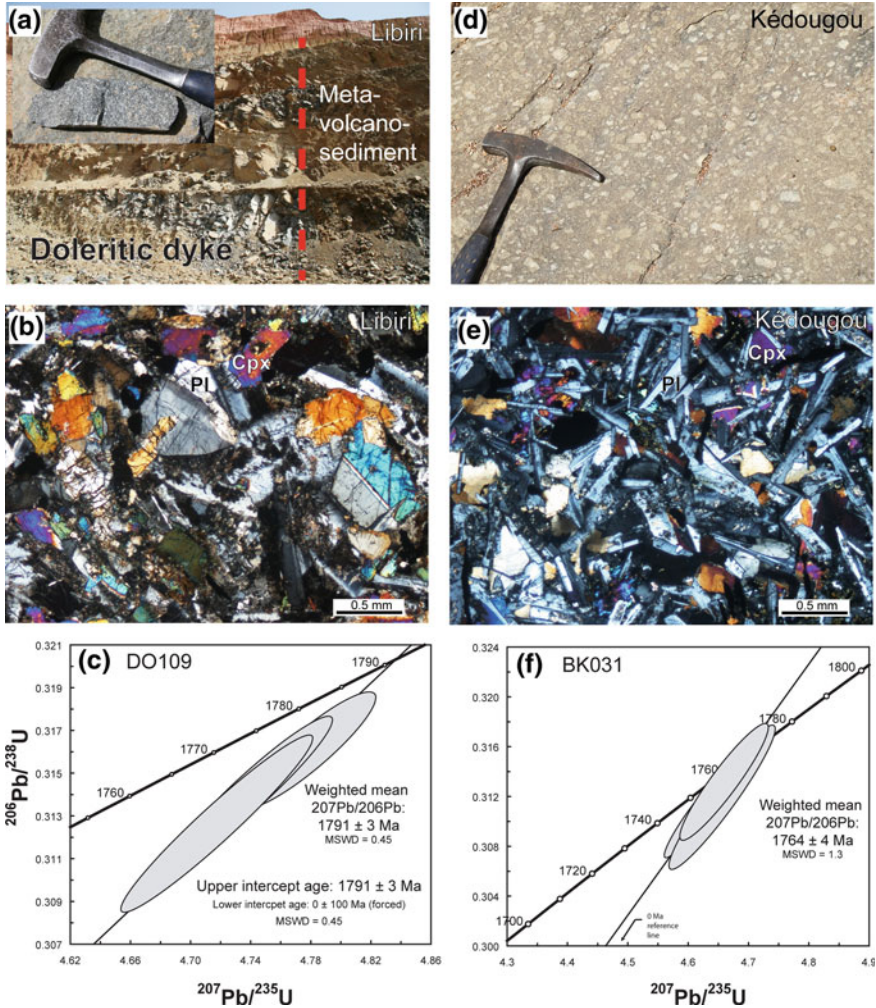 (a)
Libiri
Meta-
volcano-
sediment
Doleritic dyke
(d)
Kédougou
(b)
Libiri
Cpx
Pl
0.5 mm
(e)
Kédougou
Cpx
Pl
0.5 mm
(c) DO109
0.321
0.319
0.317
0.315
0.313
0.311
0.309
0.307
206Pb/238U
1760
1770
1780
1790
Weighted mean
207Pb/206Pb:
1791 ± 3 Ma
MSWD = 0.45
Upper intercept age: 1791 ± 3 Ma
Lower intercpet age: 0 ± 100 Ma (forced)
MSWD = 0.45
4.62 4.66 4.70 4.74 4.78 4.82 4.86
207Pb/235U
(f) BK031
0.324
0.320
0.316
0.312
0.308
0.304
0.300
1700
1720
1740
1760
1780
1800
Weighted mean
207Pb/206Pb:
1764 ± 4 Ma
MSWD = 1.3
0 Ma
reference
line
4.3 4.4 4.5 4.6 4.7 4.8 4.9
207Pb/235U